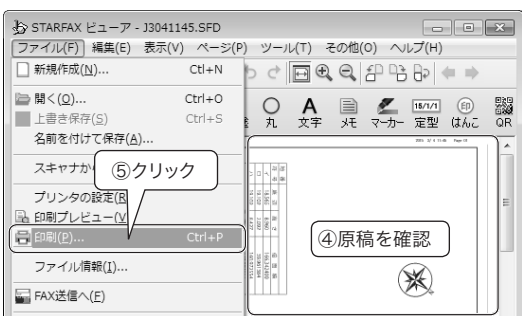 STARFAX ビューア - J3041145.SFD
ファイル(F) 編集(E) 表示(V) ページ(P) ツール(T) その他(O) ヘルプ(H)
新規作成(N)... Ctl+N
開く(O)... Ctrl+O
上書き保存(S) Ctrl+S
丸 文字 メモ マーカー 定型 はんこ QR
15/1/1
名前を付けて保存(A)...
スキャナか
⑤クリック
プリンタの設定(R
印刷プレビュー(V
印刷(P)... Ctrl+P
④原稿を確認
ファイル情報(I)...
FAX送信へ(F)